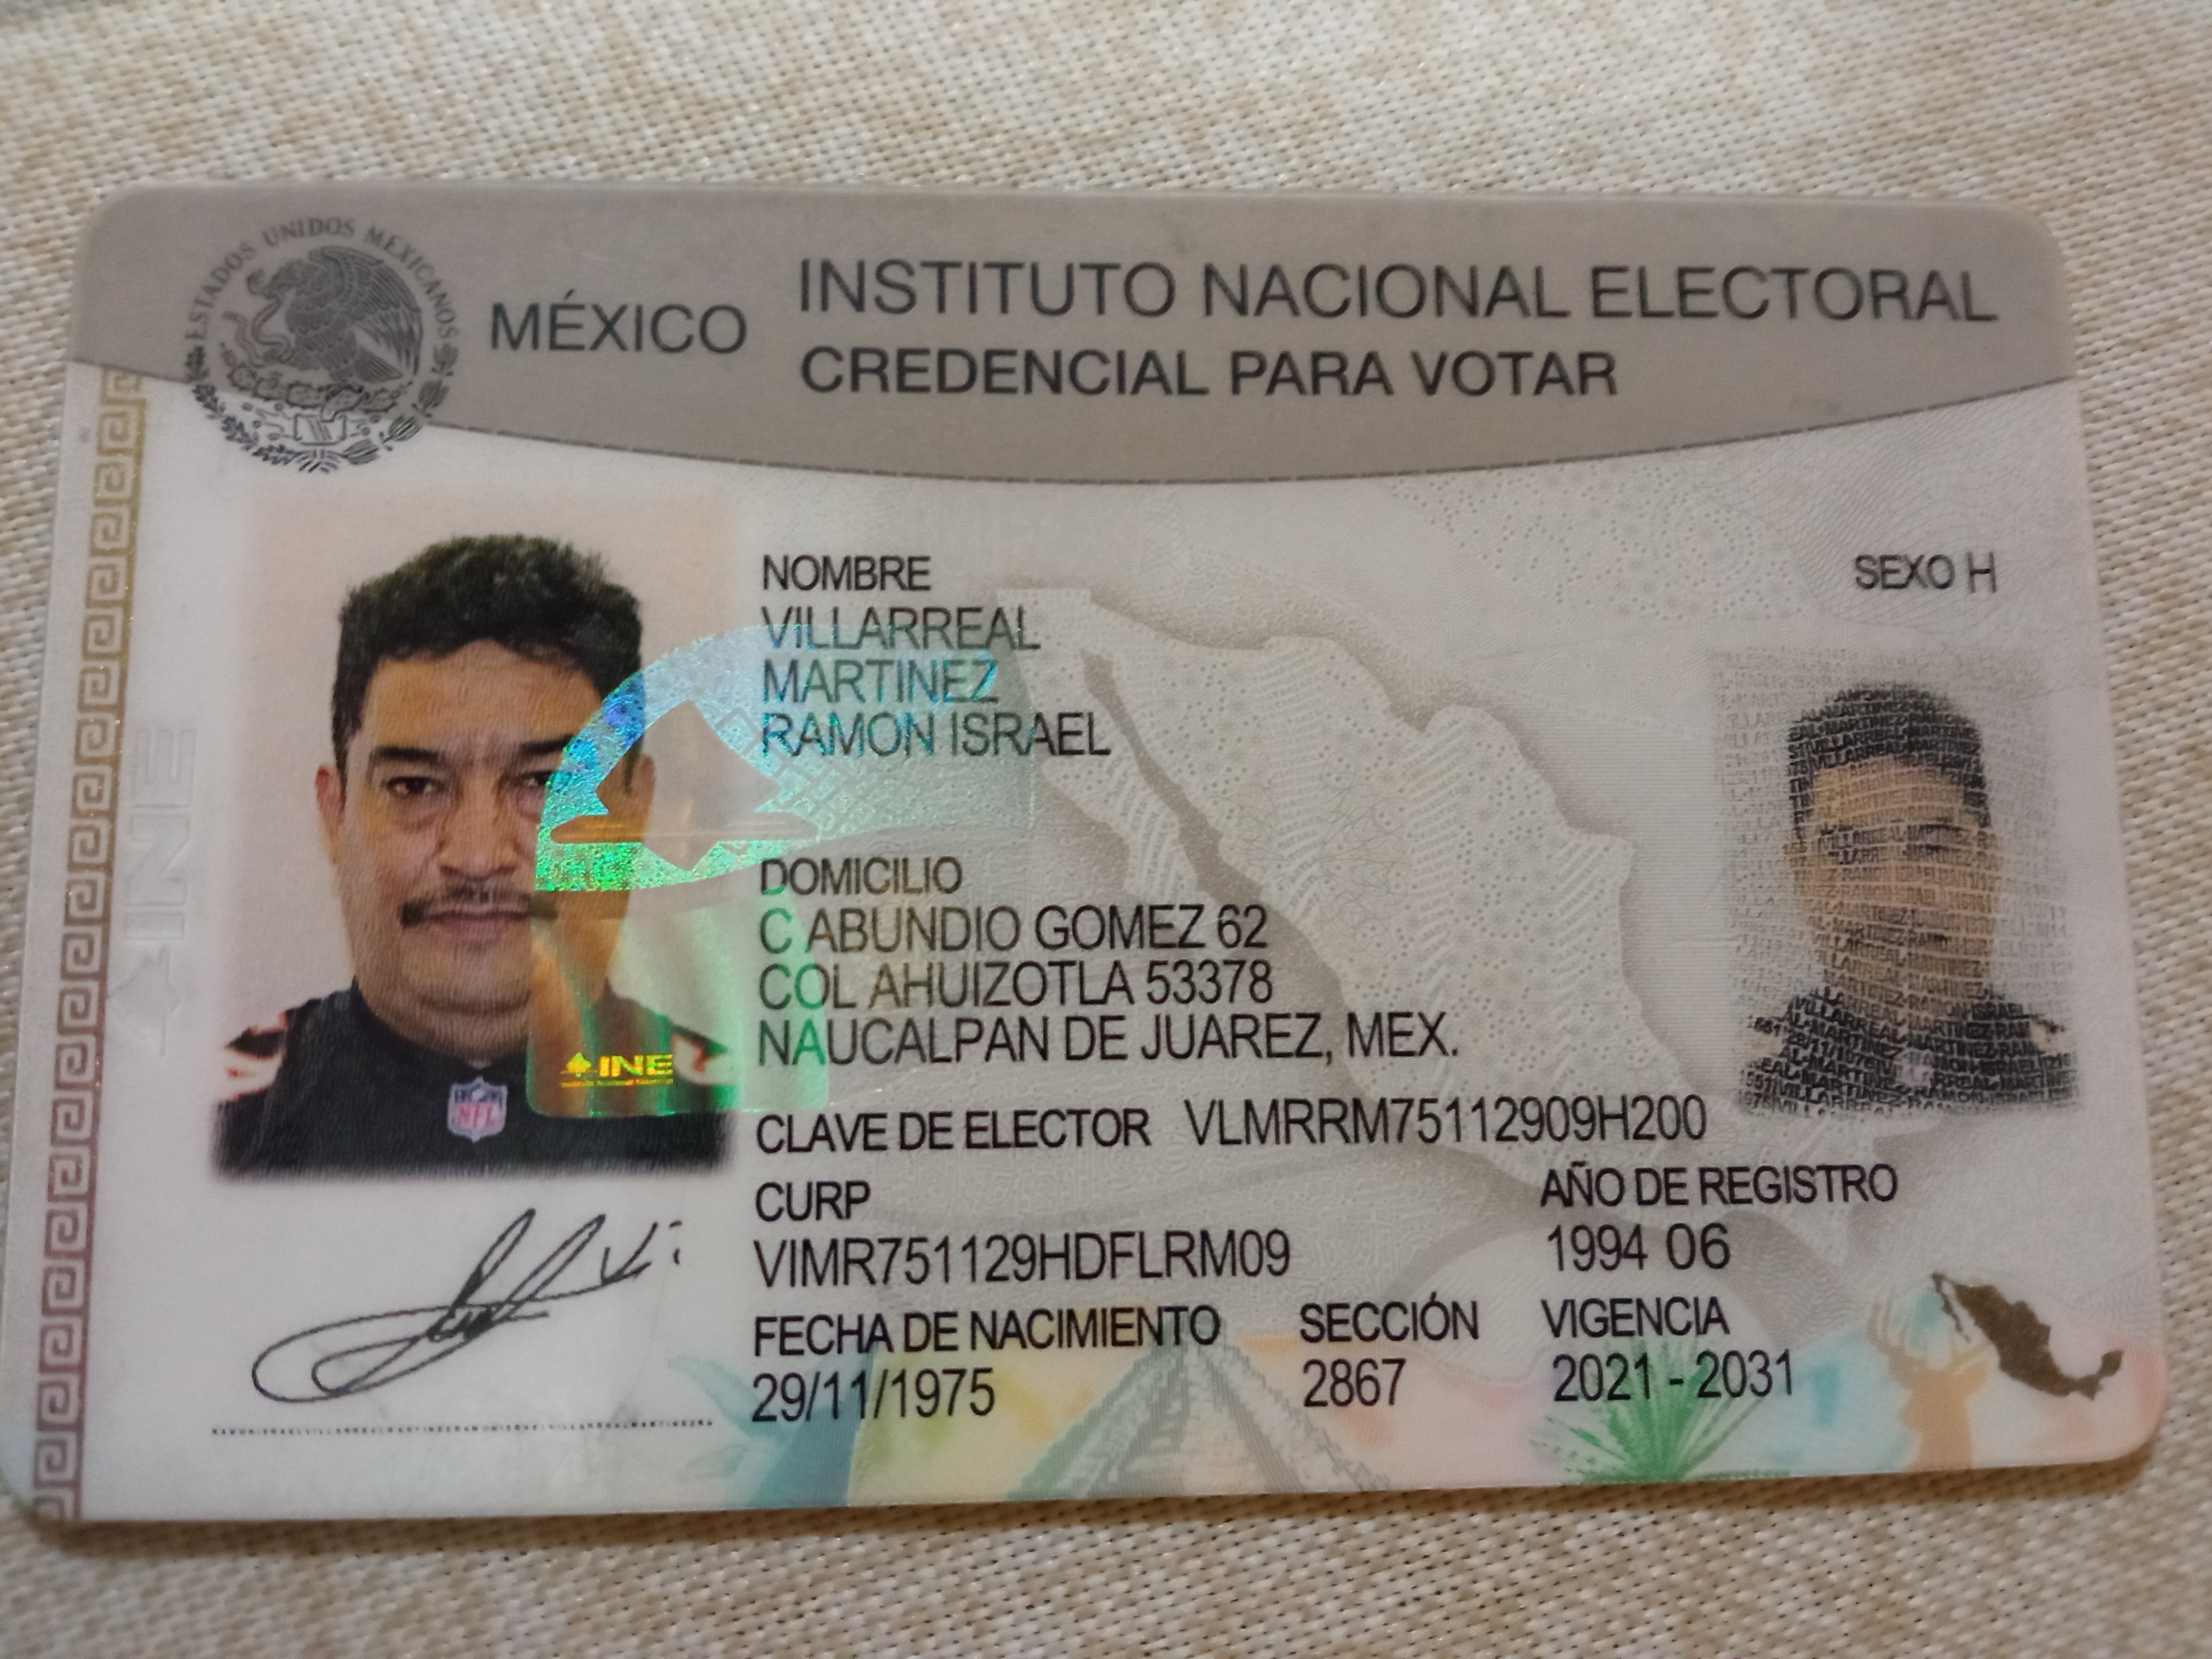 ESTADOS UNIDOS MEXICANOS
MÉXICO
INSTITUTO NACIONAL ELECTORAL
CREDENCIAL PARA VOTAR
NOMBRE
VILLARREAL
MARTINEZ
RAMON ISRAEL
SEXO H
DOMICILIO
C ABUNDIO GOMEZ 62
COL AHUIZOTLA 53378
NAUCALPAN DE JUAREZ, MEX.
CLAVE DE ELECTOR VLMRRM75112909H200
CURP
VIMR751129HDFLRM09
AÑO DE REGISTRO
1994 06
FECHA DE NACIMIENTO
29/11/1975
SECCIÓN
2867
VIGENCIA
2021 - 2031
INE
INE
NFL